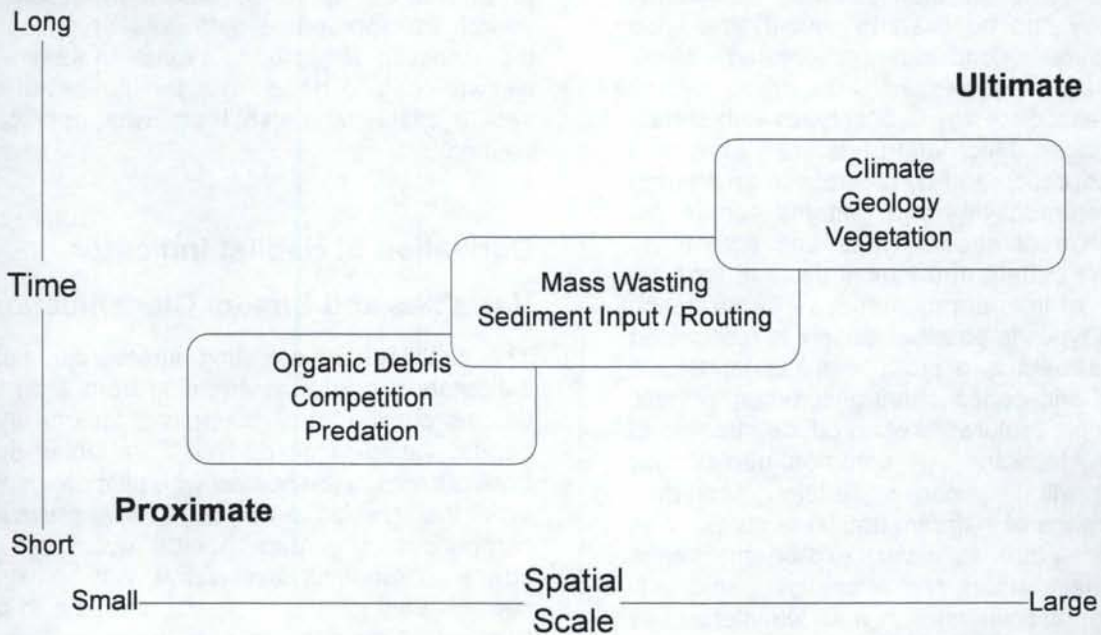 Long
Ultimate
Climate
Geology
Vegetation
Time
Mass Wasting
Sediment Input / Routing
Organic Debris
Competition
Predation
Proximate
Short
Small
Spatial
Scale
Large